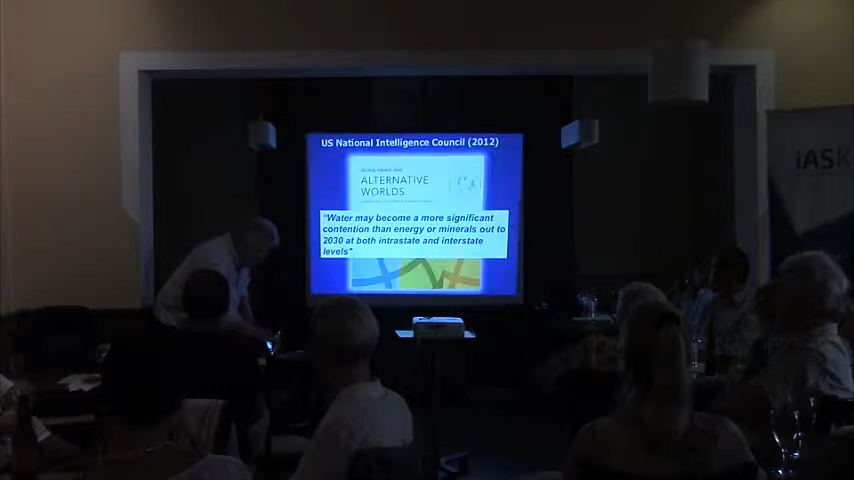 US National Intelligence Council (2012)
ALTERNATIVE
WORLDS
"Water may become a more significant
contention than energy or minerals out to
2030 at both intrastate and interstate
levels"
iASK